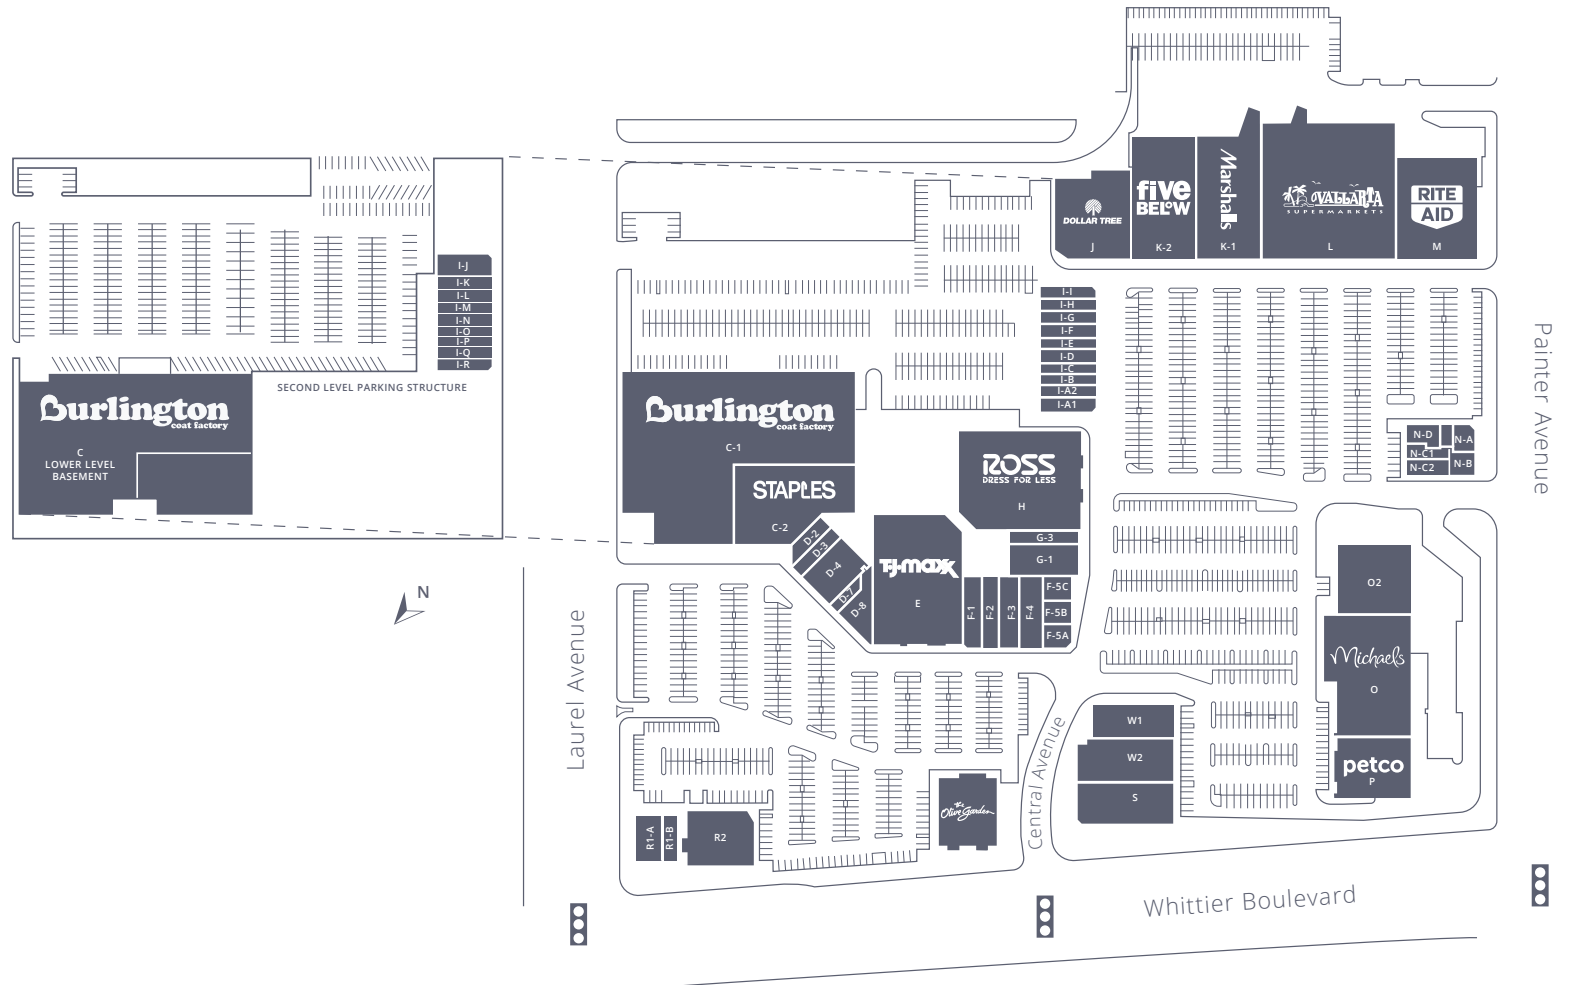 I-J
I-K
I-L
I-M
I-N
I-O
I-P
I-Q
I-R
SECOND LEVEL PARKING STRUCTURE
Burlington
coat factory
C
LOWER LEVEL
BASEMENT
N
DOLLAR TREE
J
five
BELOW
K-2
Marshalls
K-1
VALLARTA
SUPERMARKETS
L
RITE
AID
M
I-I
I-H
I-G
I-F
I-E
I-D
I-C
I-B
I-A2
I-A1
Burlington
coat factory
C-1
STAPLES
C-2
ROSS
DRESS FOR LESS
H
G-3
G-1
D-2
D-3
D-4
D-7
D-8
T·J·maxx
E
F-1
F-2
F-3
F-4
F-5C
F-5B
F-5A
N-D
N-A
N-C1
N-C2
N-B
Painter Avenue
O2
Michaels
O
petco
P
W1
W2
S
Laurel Avenue
Central Avenue
R1-A
R1-B
R2
the
Olive Garden
Whittier Boulevard